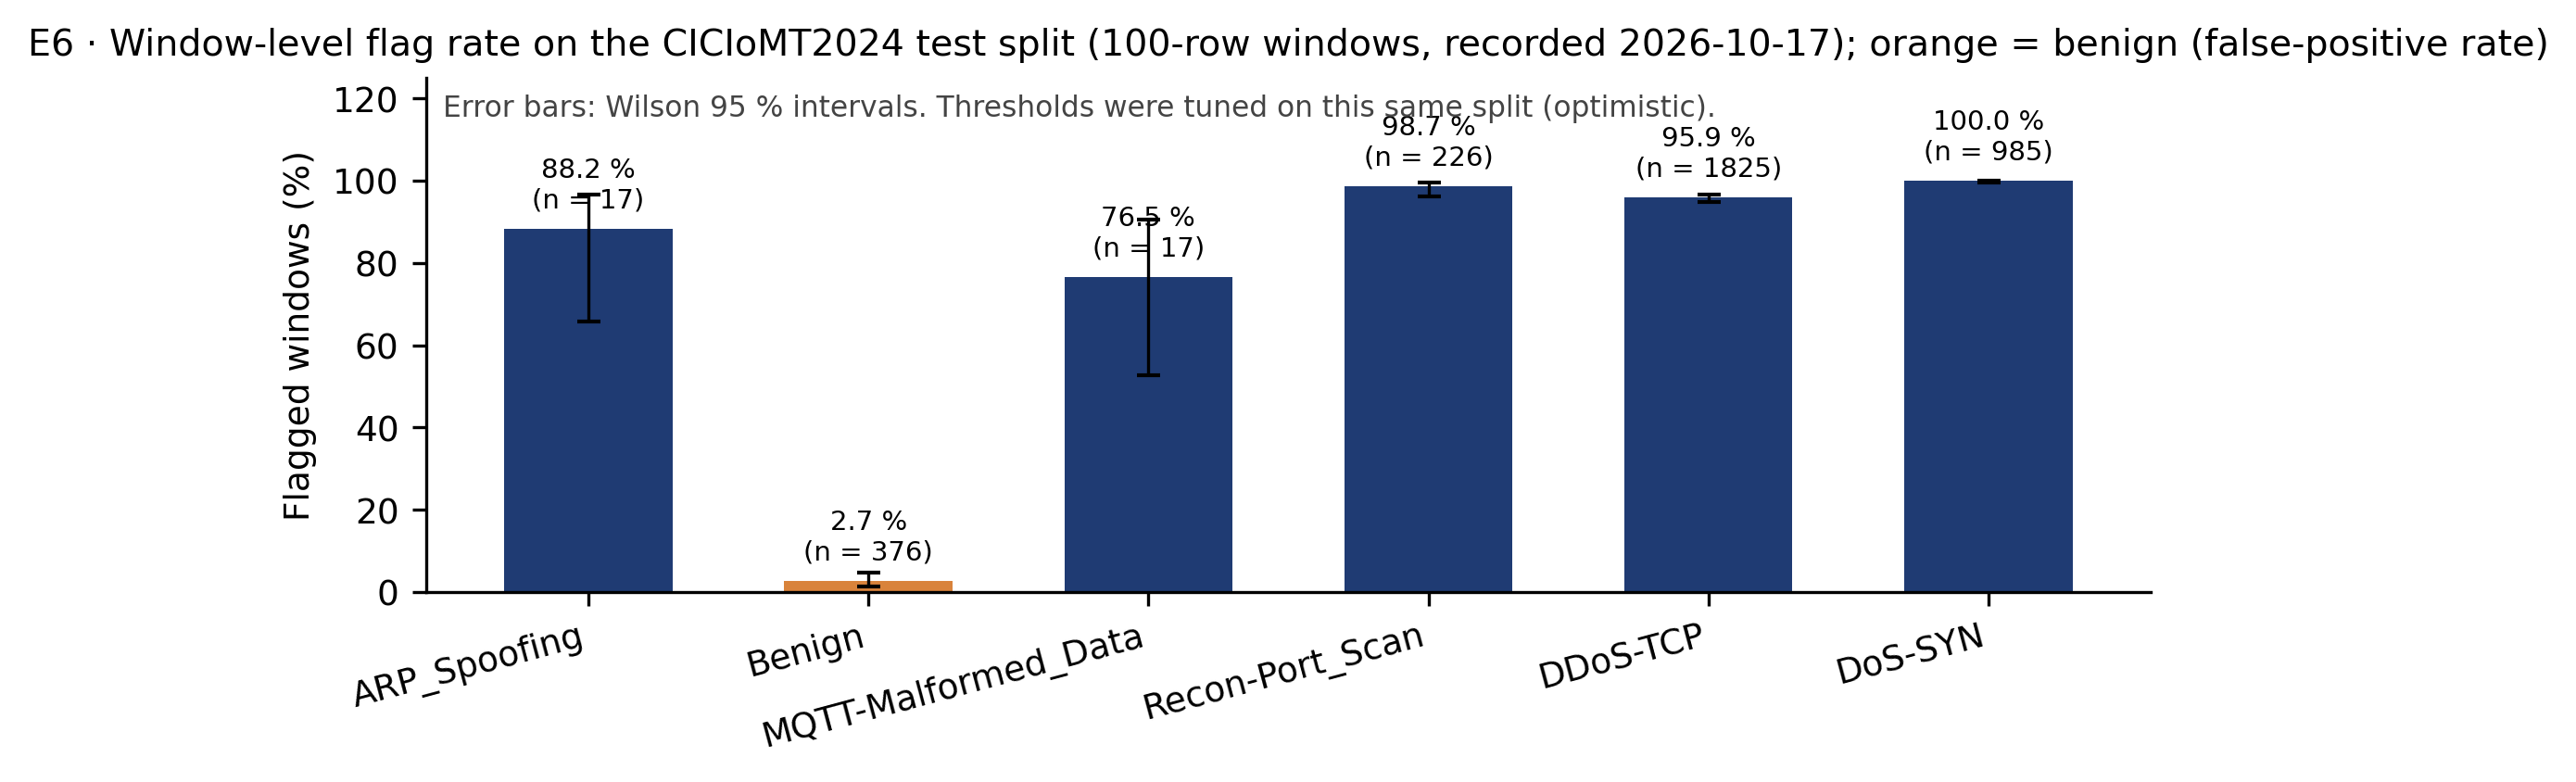 E6 · Window-level flag rate on the CICIoMT2024 test split (100-row windows, recorded 2026-10-17); orange = benign (false-positive rate)
Error bars: Wilson 95 % intervals. Thresholds were tuned on this same split (optimistic).
Flagged windows (%)
120
100
80
60
40
20
0
88.2 %
(n = 17)
2.7 %
(n = 376)
76.5 %
(n = 17)
98.7 %
(n = 226)
95.9 %
(n = 1825)
100.0 %
(n = 985)
ARP_Spoofing
Benign
MQTT-Malformed_Data
Recon-Port_Scan
DDoS-TCP
DoS-SYN